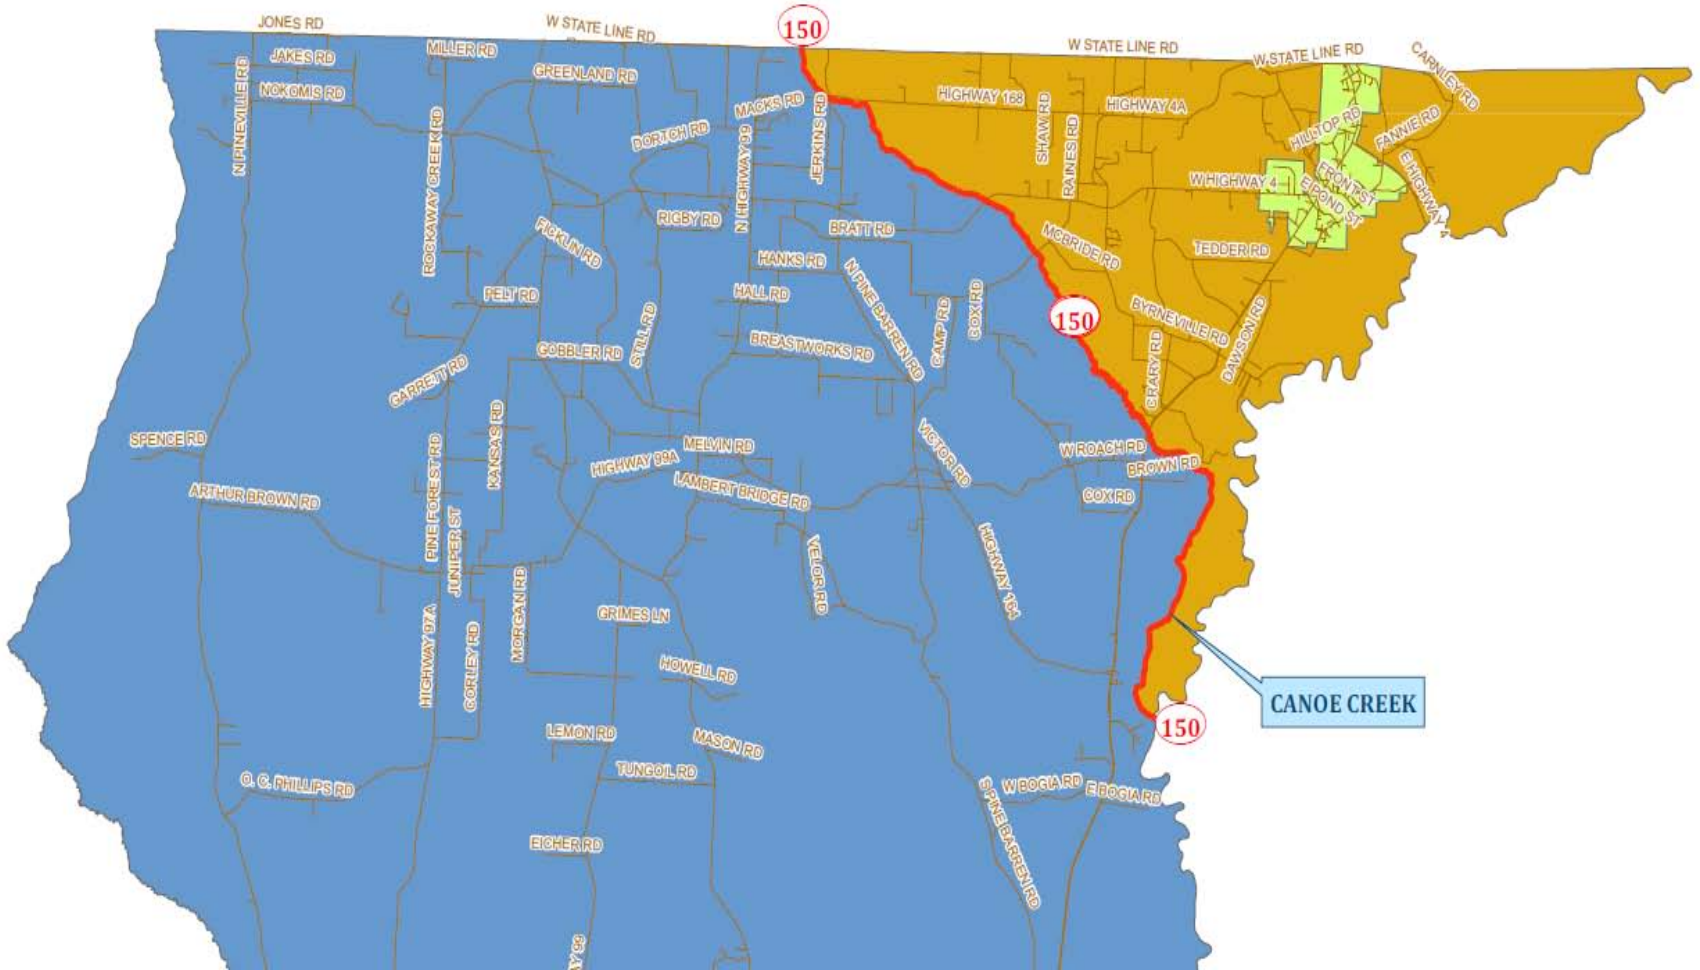 JONES RD
W STATE LINE RD
150
W STATE LINE RD
W STATE LINE RD
CARNLEY RD
JAKES RD
MILLER RD
GREENLAND RD
NOKOMIS RD
N PINEVILLE RD
ROCKAWAY CREEK RD
DORTCH RD
MACKS RD
N HIGHWAY 99
JERKINS RD
HIGHWAY 168
HIGHWAY 4A
SHAW RD
RAINES RD
HILLTOP RD
FANNIE RD
W HIGHWAY 4
FRONT ST
E POND ST
E HIGHWAY 4
FICKLIN RD
RIGBY RD
BRATT RD
MCBRIDE RD
TEDDER RD
HANKS RD
N PINE BARREN RD
PELT RD
HALL RD
STILL RD
CAMP RD
COX RD
150
BYRNEVILLE RD
DAWSON RD
CRARY RD
GOBBLER RD
BREASTWORKS RD
GARRETT RD
KANSAS RD
SPENCE RD
PINE FOREST RD
MELVIN RD
HIGHWAY 99A
VICTOR RD
W ROACH RD
BROWN RD
ARTHUR BROWN RD
LAMBERT BRIDGE RD
COX RD
JUNIPER ST
VELOR RD
HIGHWAY 164
MORGAN RD
GRIMES LN
HIGHWAY 97A
CORLEY RD
HOWELL RD
CANOE CREEK
150
LEMON RD
MASON RD
TUNGOIL RD
O. C. PHILLIPS RD
W BOGIA RD
E BOGIA RD
S PINE BARREN RD
EICHER RD
AY 99